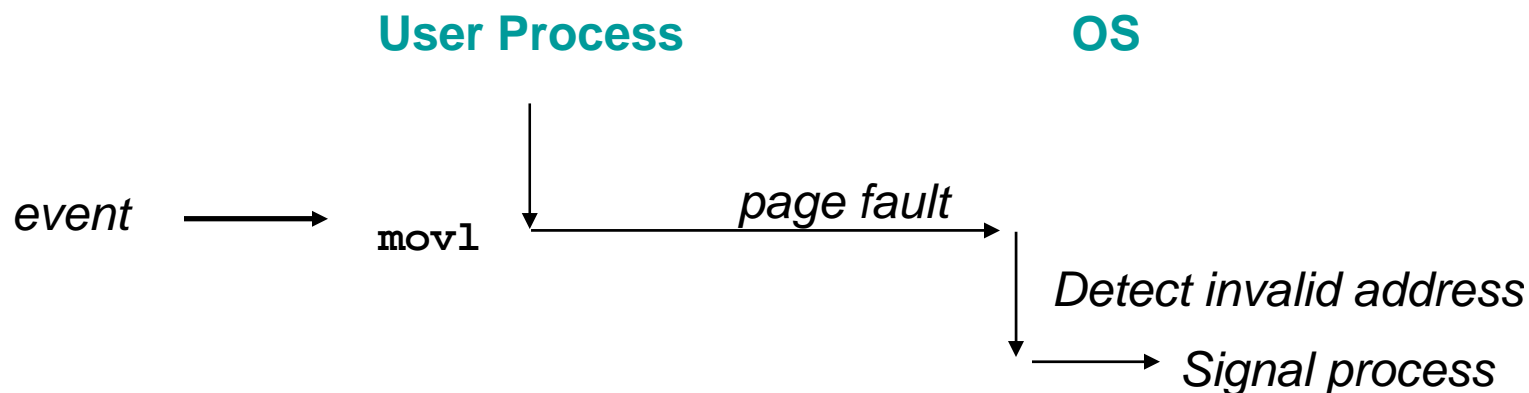 User Process OS
event movl page fault
Detect invalid address
Signal process